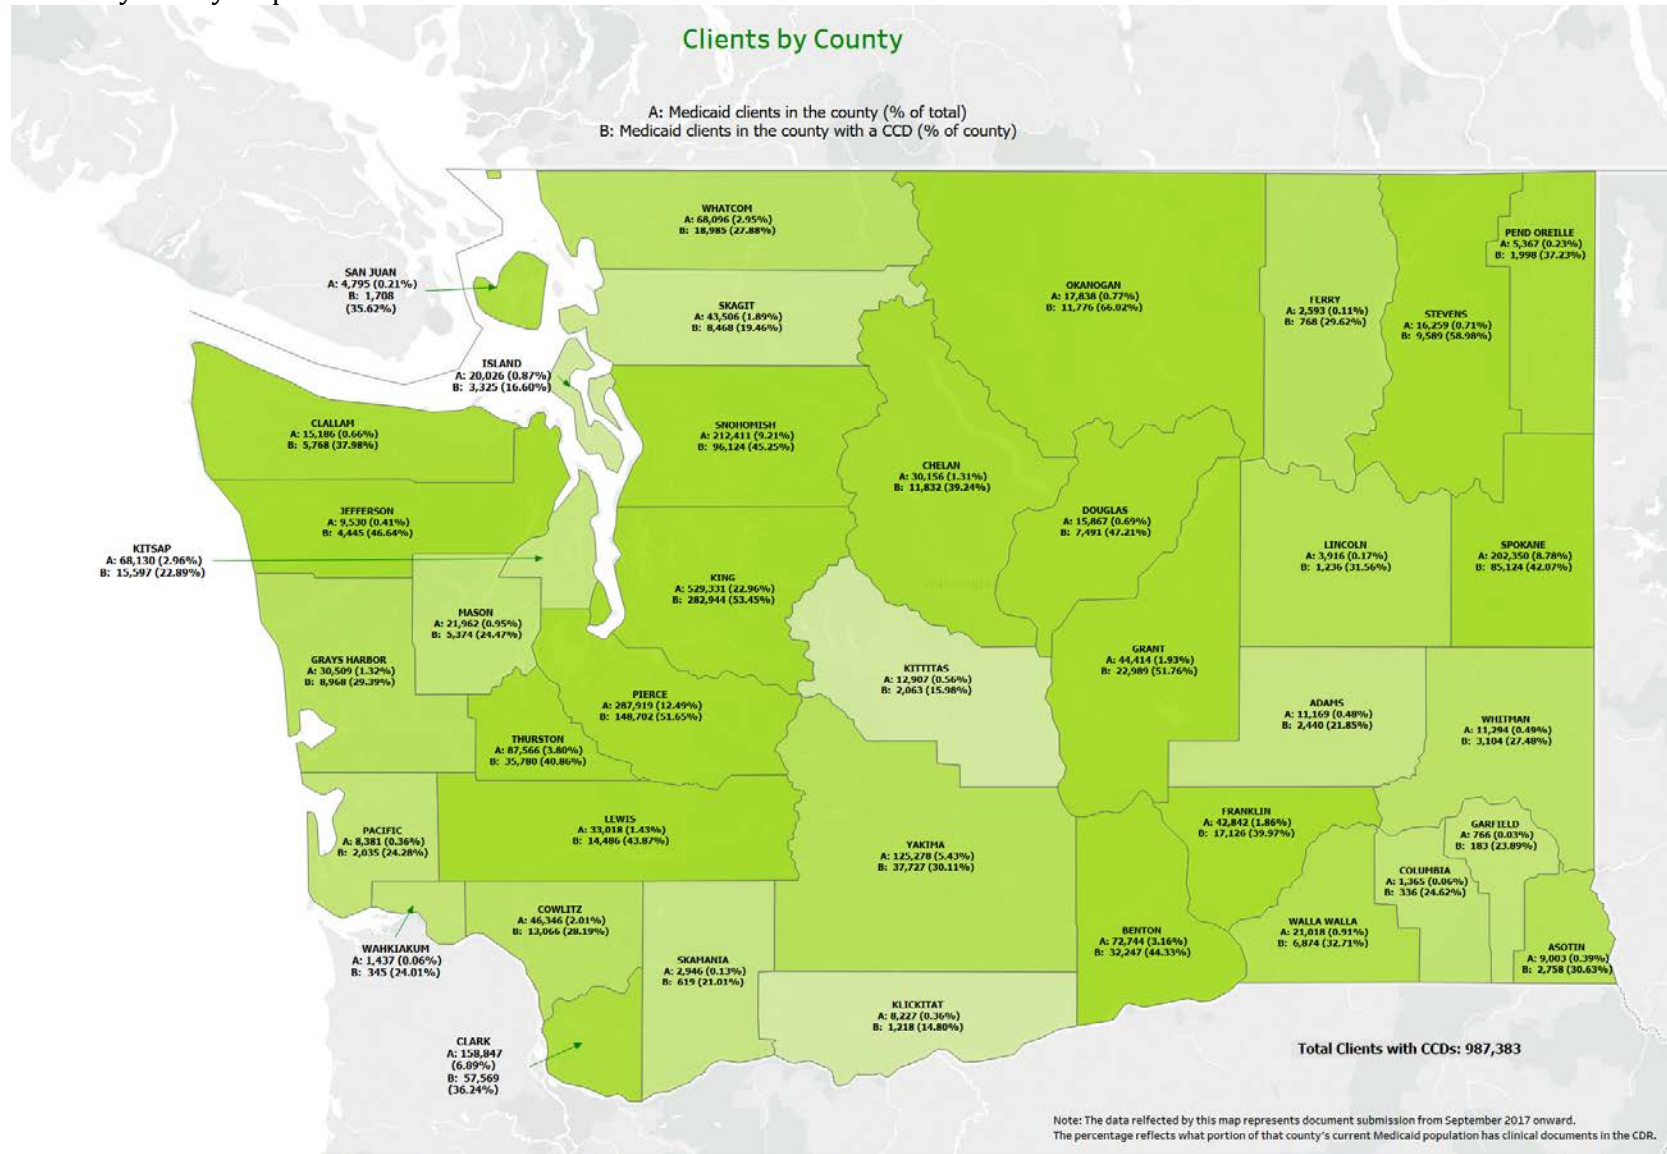 Clients by County
A: Medicaid clients in the county (% of total)
B: Medicaid clients in the county with a CCD (% of county)
WHATCOM
A: 68,096 (2.95%)
B: 18,985 (27.88%)
SAN JUAN
A: 4,795 (0.21%)
B: 1,708
(35.62%)
SKAGIT
A: 43,506 (1.89%)
B: 8,468 (19.46%)
OKANOGAN
A: 17,838 (0.77%)
B: 11,776 (66.02%)
FERRY
A: 2,593 (0.11%)
B: 768 (29.62%)
STEVENS
A: 16,259 (0.71%)
B: 9,589 (58.98%)
PEND OREILLE
A: 5,367 (0.23%)
B: 1,998 (37.23%)
ISLAND
A: 20,026 (0.87%)
B: 3,325 (16.60%)
CLALLAM
A: 15,186 (0.66%)
B: 5,768 (37.98%)
SNOHOMISH
A: 212,411 (9.21%)
B: 96,124 (45.25%)
CHELAN
A: 30,156 (1.31%)
B: 11,832 (39.24%)
DOUGLAS
A: 15,867 (0.69%)
B: 7,491 (47.21%)
JEFFERSON
A: 9,530 (0.41%)
B: 4,445 (46.64%)
KITSAP
A: 68,130 (2.96%)
B: 15,597 (22.89%)
LINCOLN
A: 3,916 (0.17%)
B: 1,236 (31.56%)
SPOKANE
A: 202,350 (8.78%)
B: 85,124 (42.07%)
KING
A: 529,331 (22.96%)
B: 282,944 (53.45%)
MASON
A: 21,962 (0.95%)
B: 5,374 (24.47%)
GRAYS HARBOR
A: 30,509 (1.32%)
B: 8,968 (29.39%)
KITTITAS
A: 12,907 (0.56%)
B: 2,063 (15.98%)
GRANT
A: 44,414 (1.93%)
B: 22,989 (51.76%)
PIERCE
A: 287,919 (12.49%)
B: 148,702 (51.65%)
ADAMS
A: 11,169 (0.48%)
B: 2,440 (21.85%)
WHITMAN
A: 11,294 (0.49%)
B: 3,104 (27.48%)
THURSTON
A: 87,566 (3.80%)
B: 35,780 (40.86%)
LEWIS
A: 33,018 (1.43%)
B: 14,486 (43.87%)
FRANKLIN
A: 42,842 (1.86%)
B: 17,126 (39.97%)
GARFIELD
A: 766 (0.03%)
B: 183 (23.89%)
PACIFIC
A: 8,381 (0.36%)
B: 2,035 (24.28%)
YAKIMA
A: 125,278 (5.43%)
B: 37,727 (30.11%)
COLUMBIA
A: 1,365 (0.06%)
B: 336 (24.62%)
COWLITZ
A: 46,346 (2.01%)
B: 13,066 (28.19%)
WALLA WALLA
A: 21,018 (0.91%)
B: 6,874 (32.71%)
BENTON
A: 72,744 (3.16%)
B: 32,247 (44.33%)
WAHKIAKUM
A: 1,437 (0.06%)
B: 345 (24.01%)
ASOTIN
A: 9,003 (0.39%)
B: 2,758 (30.63%)
SKAMANIA
A: 2,946 (0.13%)
B: 619 (21.01%)
KLICKITAT
A: 8,227 (0.36%)
B: 1,218 (14.80%)
CLARK
A: 158,847
(6.89%)
B: 57,569
(36.24%)
Total Clients with CCDs: 987,383
Note: The data relfected by this map represents document submission from September 2017 onward.
The percentage reflects what portion of that county's current Medicaid population has clinical documents in the CDR.